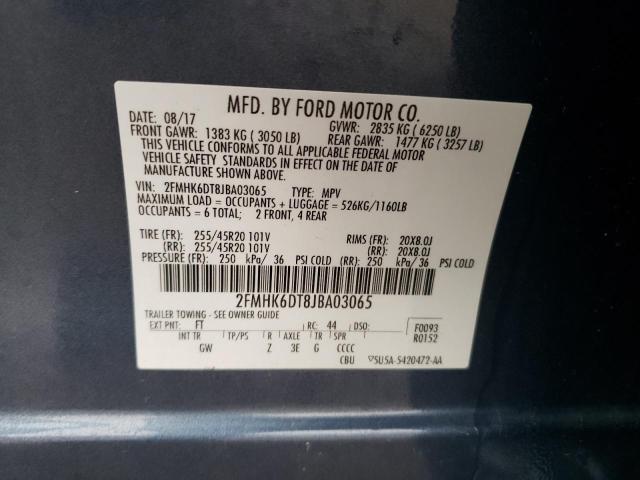 MFD. BY FORD MOTOR CO.
DATE: 08/17 GVWR: 2835 KG ( 6250 LB)
FRONT GAWR: 1383 KG ( 3050 LB) REAR GAWR: 1477 KG ( 3257 LB)
THIS VEHICLE CONFORMS TO ALL APPLICABLE FEDERAL MOTOR
VEHICLE SAFETY STANDARDS IN EFFECT ON THE DATE OF
MANUFACTURE SHOWN ABOVE.
VIN: 2FMHK6DT8JBA03065 TYPE: MPV
MAXIMUM LOAD = OCCUPANTS + LUGGAGE = 526KG/1160LB
OCCUPANTS: 6 TOTAL; 2 FRONT, 4 REAR
TIRE (FR): 255/45R20 101V RIMS (FR): 20X8.0J
(RR): 255/45R20 101V (RR): 20X8.0J
PRESSURE (FR): 250 kPa/ 36 PSI COLD (RR): 250 kPa/ 36 PSI COLD
2FMHK6DT8JBA03065
TRAILER TOWING - SEE OWNER GUIDE
EXT PNT: FT RC: 44 DSO: F0093
INT TR TP/PS R AXLE TR SPR R0152
GW Z 3E G CCCC
CBU ▽5U5A-5420472-AA